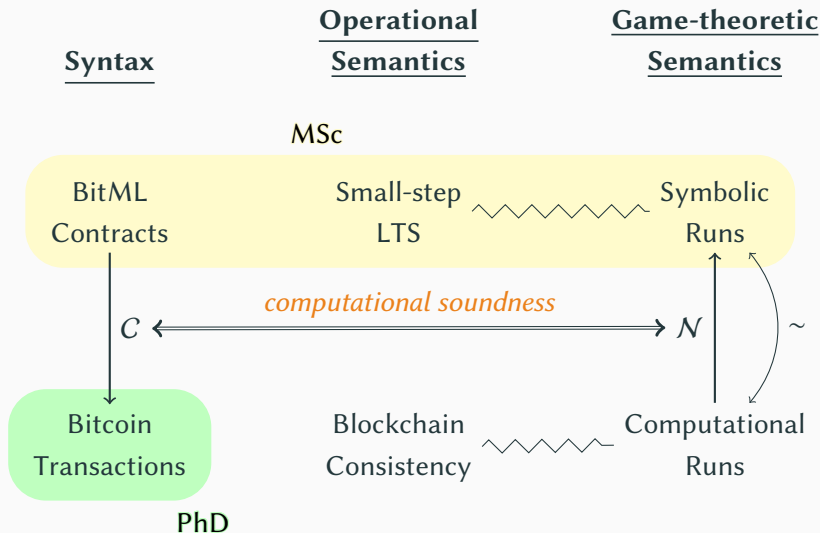 Syntax
Operational
Semantics
Game-theoretic
Semantics
MSc
BitML
Contracts
Small-step
LTS
Symbolic
Runs
computational soundness
C
N
~
Bitcoin
Transactions
Blockchain
Consistency
Computational
Runs
PhD